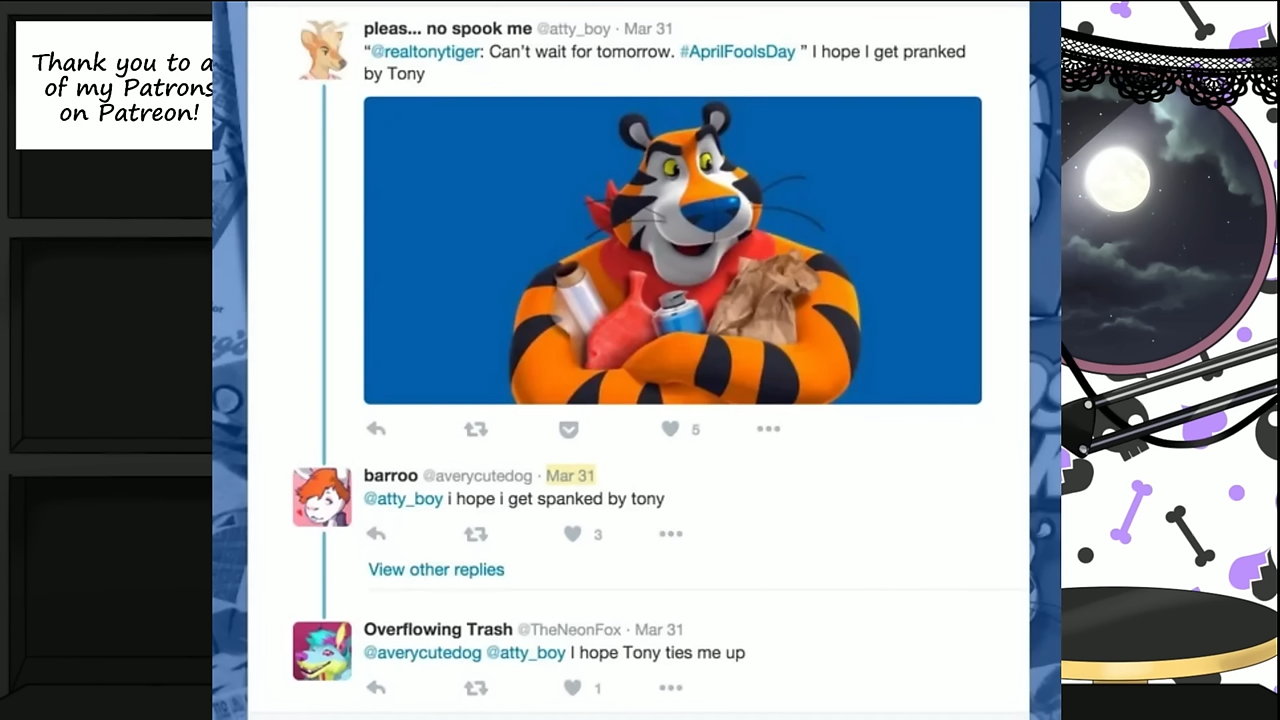 Thank you to a
of my Patrons
on Patreon!
pleas... no spook me @atty_boy · Mar 31
“@realtonytiger: Can't wait for tomorrow. #AprilFoolsDay ” I hope I get pranked
by Tony
5
barroo @averycutedog · Mar 31
@atty_boy i hope i get spanked by tony
3
View other replies
Overflowing Trash @TheNeonFox · Mar 31
@averycutedog @atty_boy I hope Tony ties me up
1